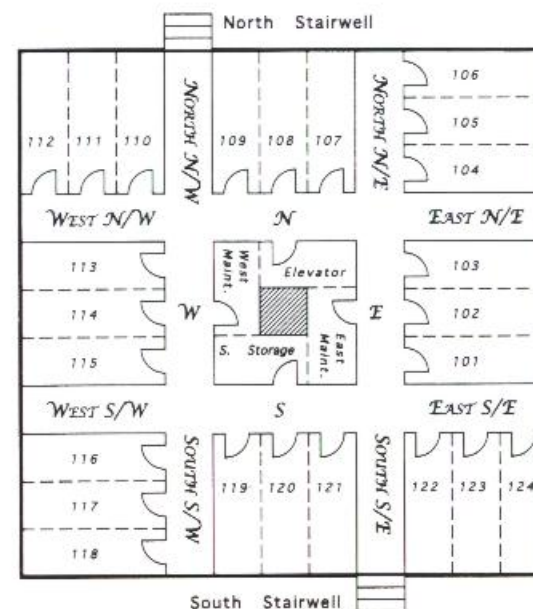 North Stairwell
NORTH N/W
NORTH N/E
106
105
104
112
111
110
109
108
107
WEST N/W
N
EAST N/E
113
114
115
West
Maint.
Elevator
S. Storage
East
Maint.
W
E
103
102
101
WEST S/W
S
EAST S/E
116
117
118
SOUTH S/W
119
120
121
SOUTH S/E
122
123
124
South Stairwell